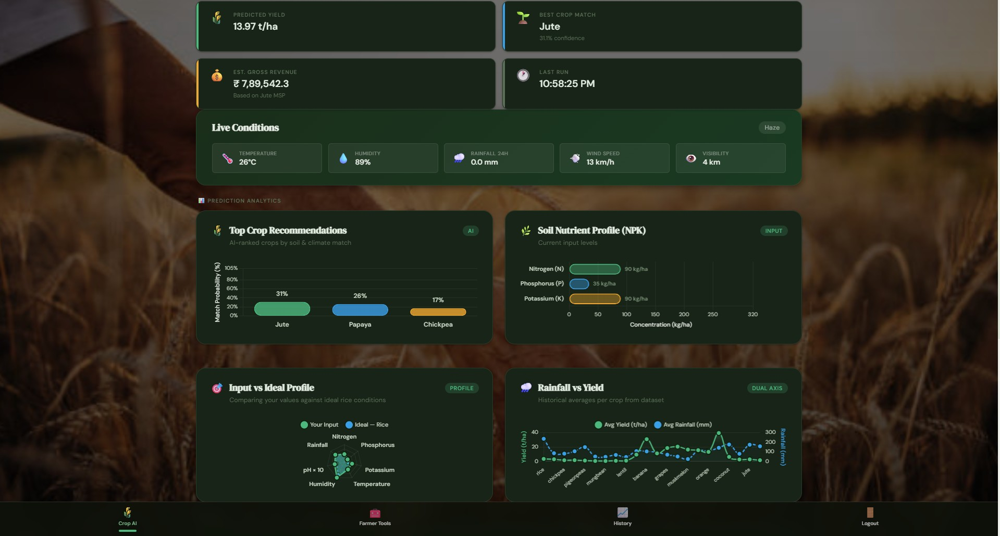 PREDICTED YIELD
13.97 t/ha
BEST CROP MATCH
Jute
31.1% confidence
EST. GROSS REVENUE
₹ 7,89,542.3
Based on Jute MSP
LAST RUN
10:58:25 PM
Live Conditions
Haze
TEMPERATURE
26°C
HUMIDITY
89%
RAINFALL 24H
0.0 mm
WIND SPEED
13 km/h
VISIBILITY
4 km
PREDICTION ANALYTICS
Top Crop Recommendations
AI
AI-ranked crops by soil & climate match
Match Probability (%)
105%
80%
60%
40%
20%
0%
31%
26%
17%
Jute
Papaya
Chickpea
Soil Nutrient Profile (NPK)
INPUT
Current input levels
Nitrogen (N)
90 kg/ha
Phosphorus (P)
35 kg/ha
Potassium (K)
90 kg/ha
0 50 100 150 200 250 320
Concentration (kg/ha)
Input vs Ideal Profile
PROFILE
Comparing your values against ideal rice conditions
Your Input
Ideal — Rice
Nitrogen
Rainfall
Phosphorus
pH × 10
Potassium
Humidity
Temperature
Rainfall vs Yield
DUAL AXIS
Historical averages per crop from dataset
Avg Yield (t/ha)
Avg Rainfall (mm)
Yield (t/ha)
40
20
0
300
200
100
0
Rainfall (mm)
rice
chickpea
pigeonpeas
mungbean
lentil
banana
grapes
muskmelon
orange
coconut
jute
Crop AI
Farmer Tools
History
Logout